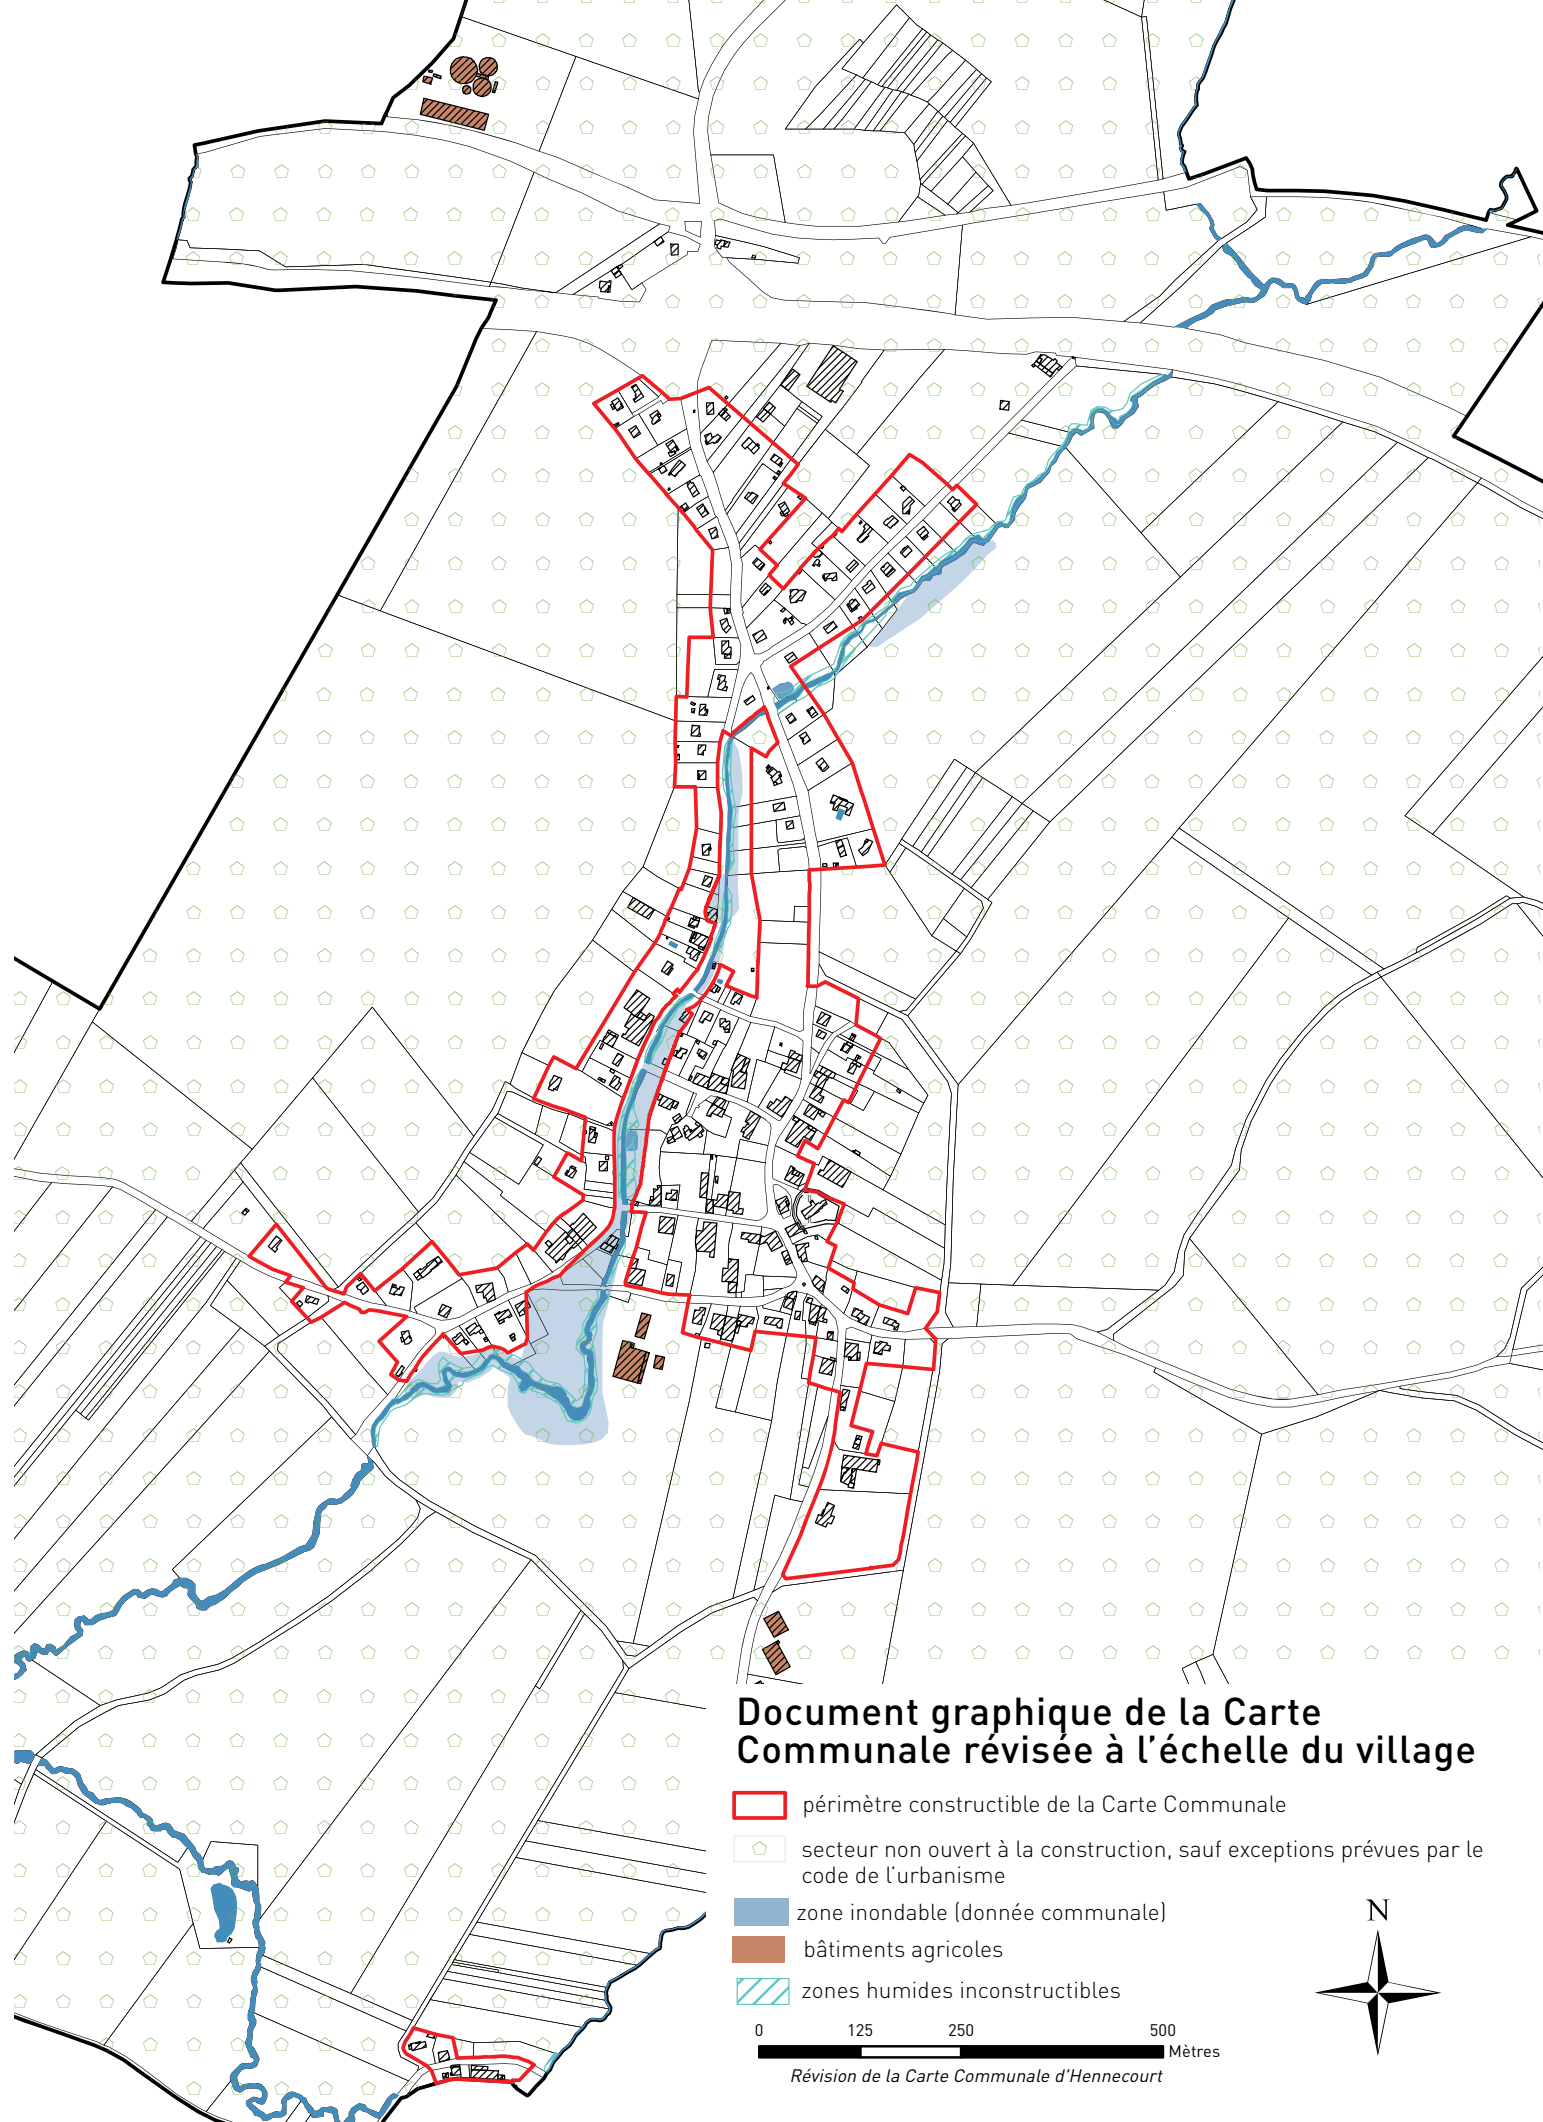 Document graphique de la Carte
Communale révisée à l'échelle du village
périmètre constructible de la Carte Communale
secteur non ouvert à la construction, sauf exceptions prévues par le
code de l'urbanisme
zone inondable (donnée communale)
bâtiments agricoles
zones humides inconstructibles
N
0 125 250 500
Mètres
Révision de la Carte Communale d'Hennecourt